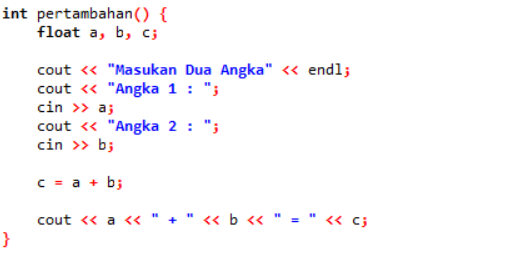 int pertambahan() {
    float a, b, c;

    cout << "Masukan Dua Angka" << endl;
    cout << "Angka 1 : ";
    cin >> a;
    cout << "Angka 2 : ";
    cin >> b;

    c = a + b;

    cout << a << " + " << b << " = " << c;
}